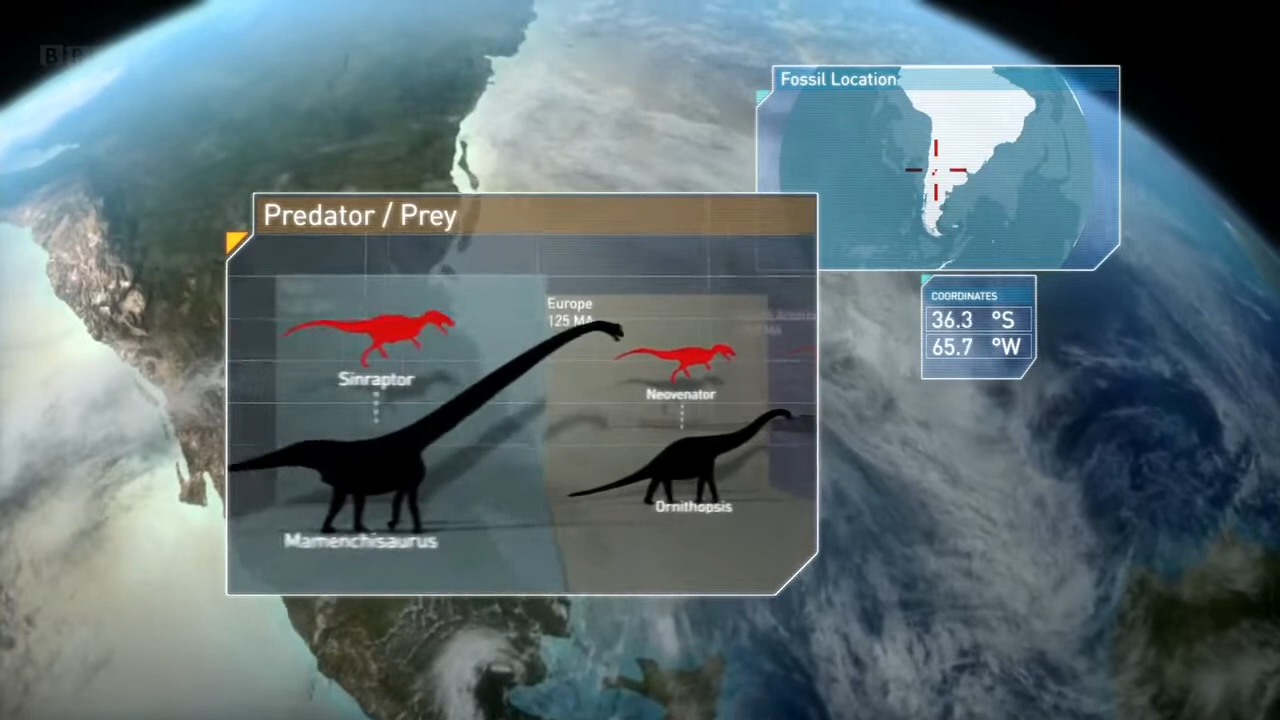 Fossil Location
Predator / Prey
COORDINATES
36.3 °S
65.7 °W
Europe
125 MA
Sinraptor
Neovenator
Mamenchisaurus
Ornithopsis